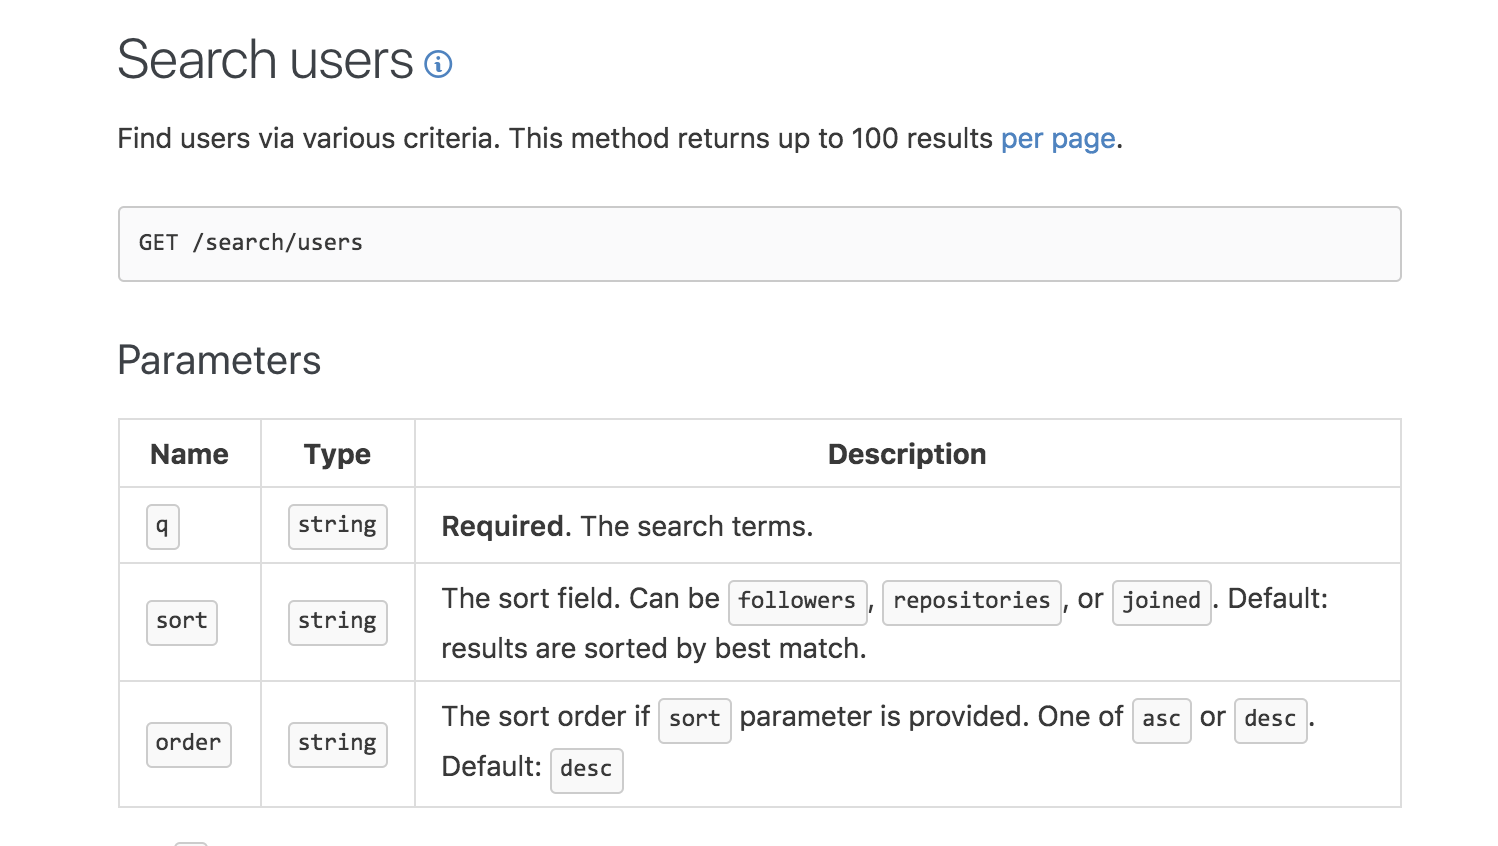 Search users
Find users via various criteria. This method returns up to 100 results per page.
GET /search/users
Parameters
Name Type Description
q string Required. The search terms.
sort string The sort field. Can be followers, repositories, or joined. Default:
results are sorted by best match.
order string The sort order if sort parameter is provided. One of asc or desc.
Default: desc